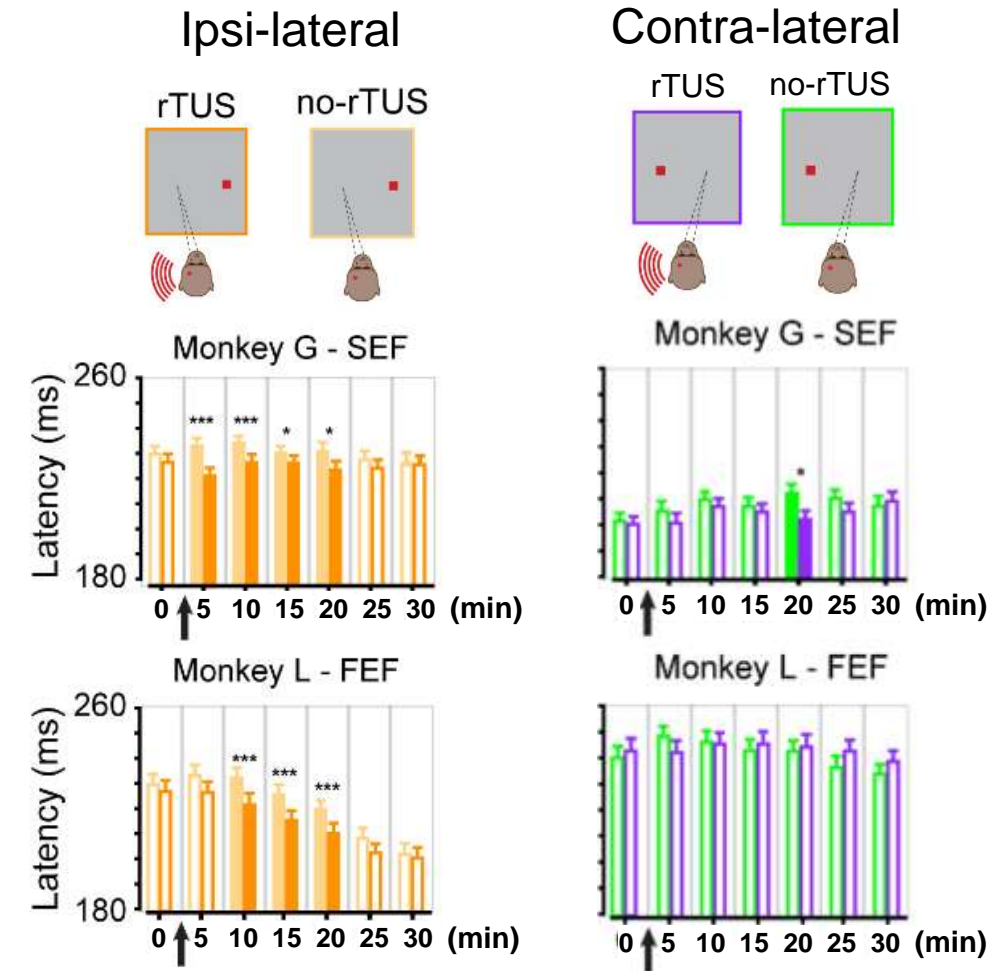 Ipsi-lateral
rTUS no-rTUS
Monkey G - SEF
Latency (ms)
260
180
*** *** * *
0 5 10 15 20 25 30 (min)
Monkey L - FEF
Latency (ms)
260
180
*** *** ***
0 5 10 15 20 25 30 (min)
Contra-lateral
rTUS no-rTUS
Monkey G - SEF
*
0 5 10 15 20 25 30 (min)
Monkey L - FEF
0 5 10 15 20 25 30 (min)